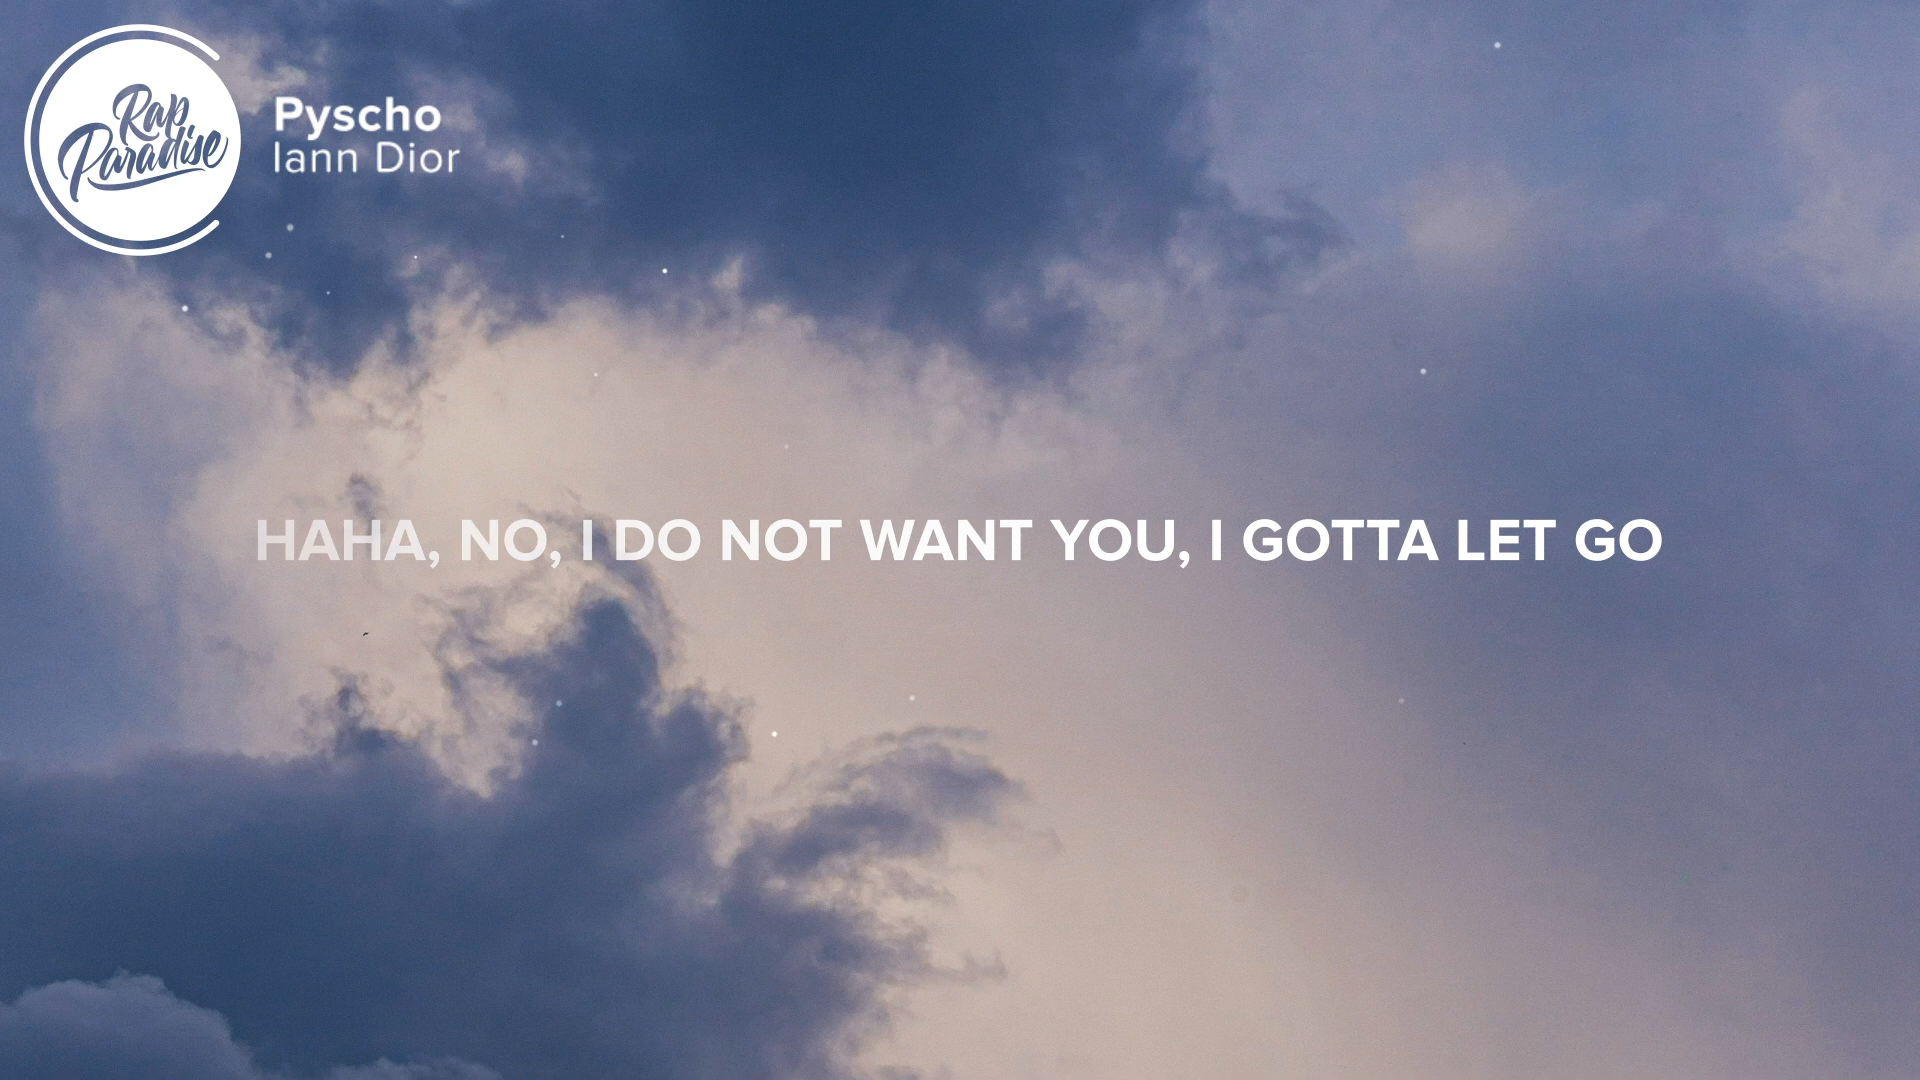 Rap
Paradise
Pyscho
Iann Dior
HAHA, NO, I DO NOT WANT YOU, I GOTTA LET GO